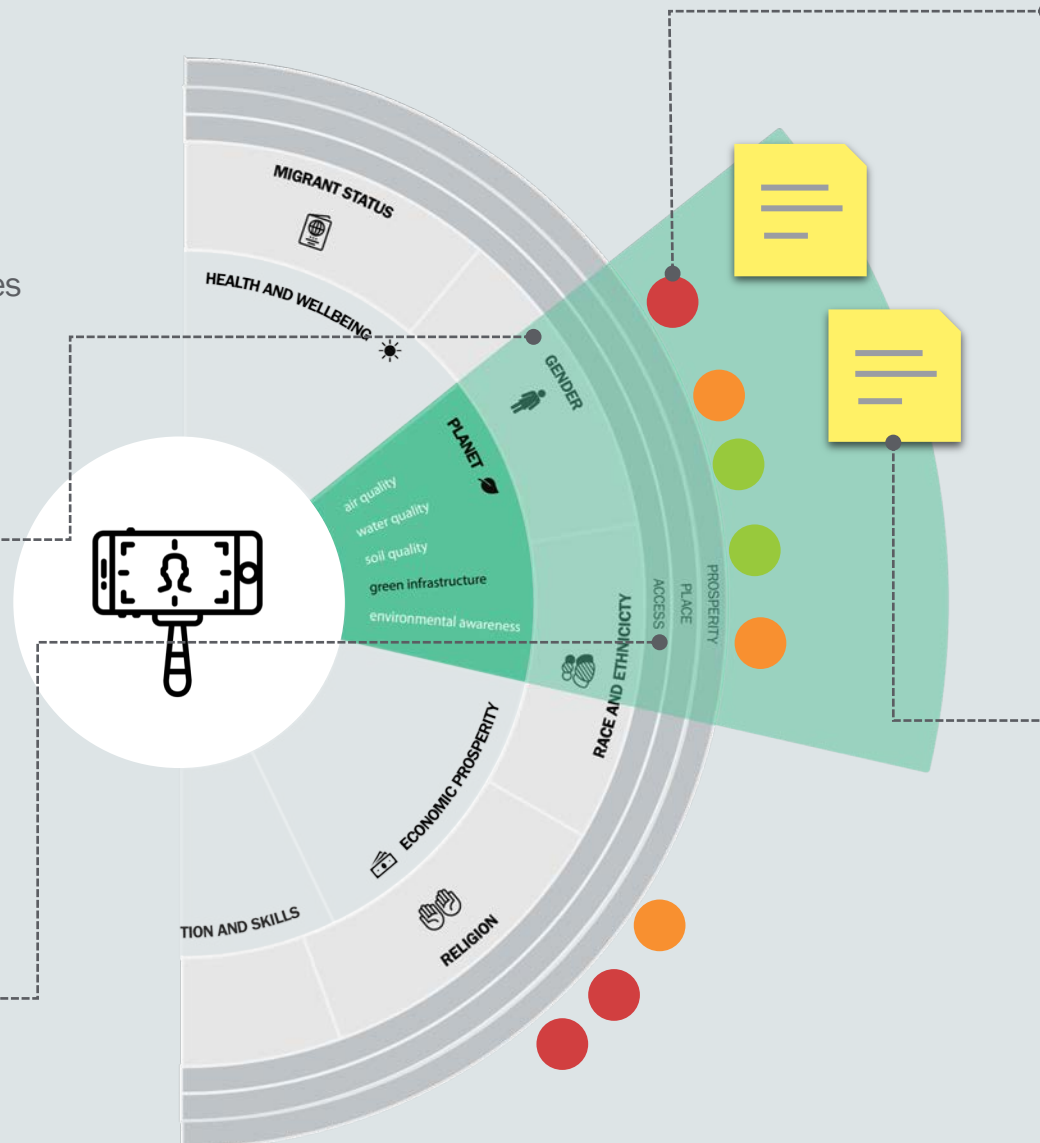 MIGRANT STATUS
HEALTH AND WELLBEING
es
GENDER
PLANET
air quality
water quality
soil quality
green infrastructure
environmental awareness
ACCESS
PLACE
PROSPERITY
RACE AND ETHNICICTY
ECONOMIC PROSPERITY
TION AND SKILLS
RELIGION